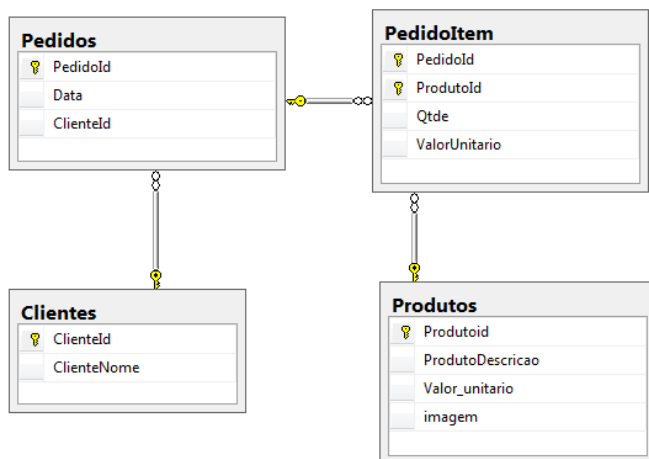 Pedidos
PedidoId
Data
ClienteId
PedidoItem
PedidoId
ProdutoId
Qtde
ValorUnitario
Clientes
ClienteId
ClienteNome
Produtos
Produtoid
ProdutoDescricao
Valor_unitario
imagem